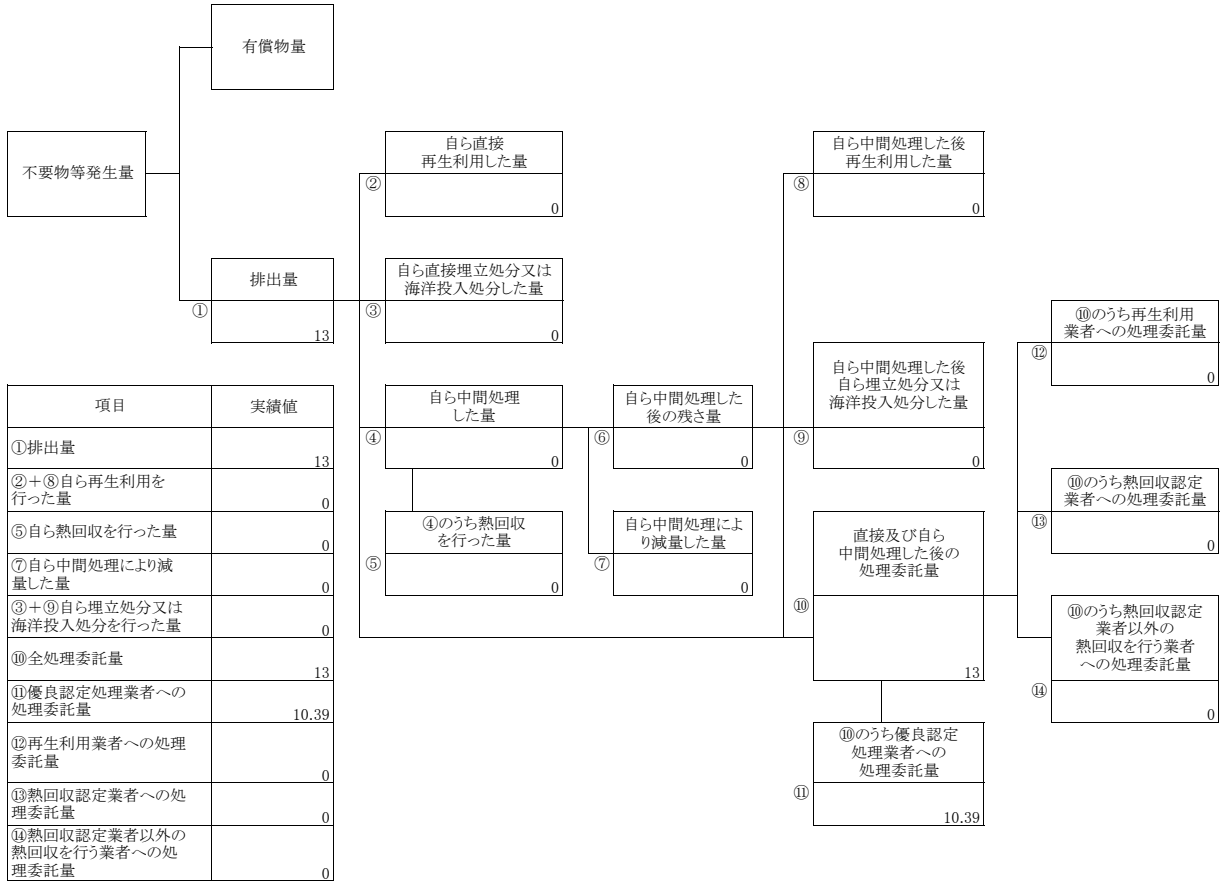 有償物量
不要物等発生量
排出量
①
13
自ら直接
再生利用した量
②
0
自ら直接埋立処分又は
海洋投入処分した量
③
0
自ら中間処理
した量
④
0
④のうち熱回収
を行った量
⑤
0
自ら中間処理した
後の残さ量
⑥
0
自ら中間処理によ
り減量した量
⑦
0
自ら中間処理した後
再生利用した量
⑧
0
自ら中間処理した後
自ら埋立処分又は
海洋投入処分した量
⑨
0
直接及び自ら
中間処理した後の
処理委託量
⑩
13
⑩のうち優良認定
処理業者への
処理委託量
⑪
10.39
⑩のうち再生利用
業者への処理委託量
⑫
0
⑩のうち熱回収認定
業者への処理委託量
⑬
0
⑩のうち熱回収認定
業者以外の
熱回収を行う業者
への処理委託量
⑭
0
項目 実績値
①排出量
13
②＋⑧自ら再生利用を
行った量
0
⑤自ら熱回収を行った量
0
⑦自ら中間処理により減
量した量
0
③＋⑨自ら埋立処分又は
海洋投入処分を行った量
0
⑩全処理委託量
13
⑪優良認定処理業者への
処理委託量
10.39
⑫再生利用業者への処理
委託量
0
⑬熱回収認定業者への処
理委託量
0
⑭熱回収認定業者以外の
熱回収を行う業者への処
理委託量
0